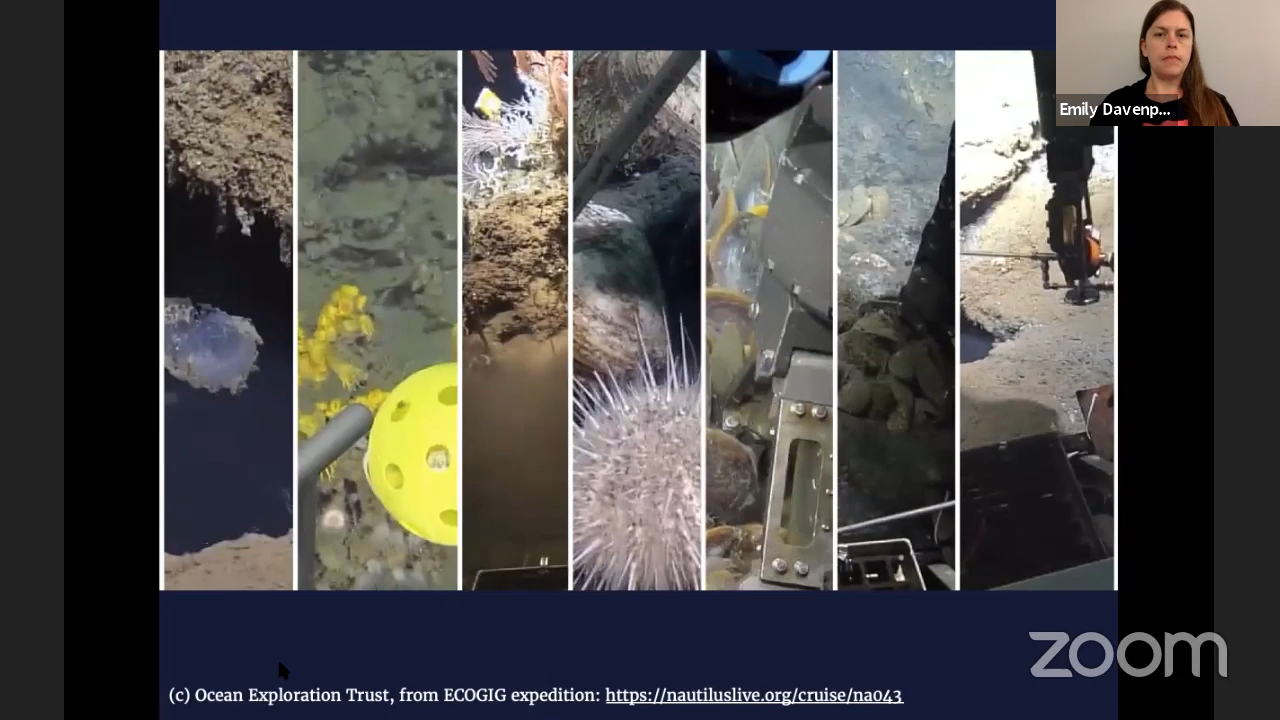 Emily Davenp...
zoom
(c) Ocean Exploration Trust, from ECOGIG expedition: https://nautiluslive.org/cruise/na043